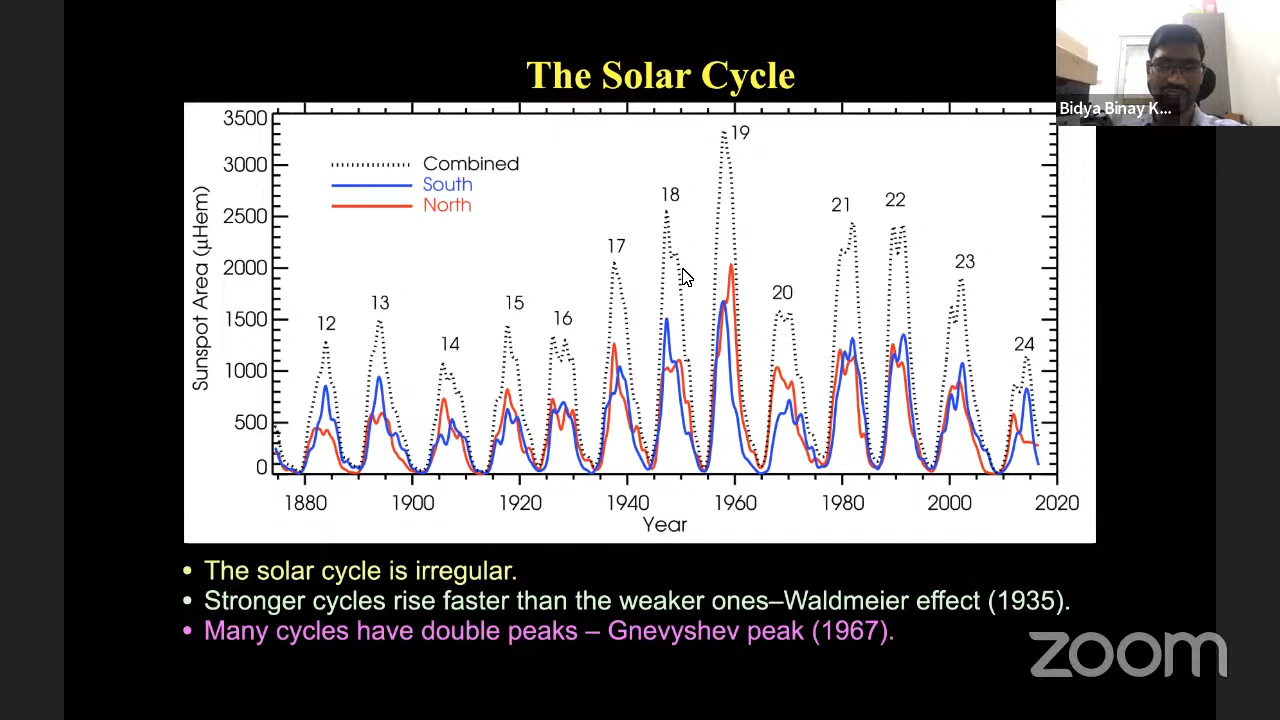 The Solar Cycle
Bidya Binay K...
3500
3000
2500
2000
1500
1000
500
0
Sunspot Area (μHem)
Combined
South
North
12
13
14
15
16
17
18
19
20
21
22
23
24
1880 1900 1920 1940 1960 1980 2000 2020
Year
• The solar cycle is irregular.
• Stronger cycles rise faster than the weaker ones–Waldmeier effect (1935).
• Many cycles have double peaks – Gnevyshev peak (1967).
zoom